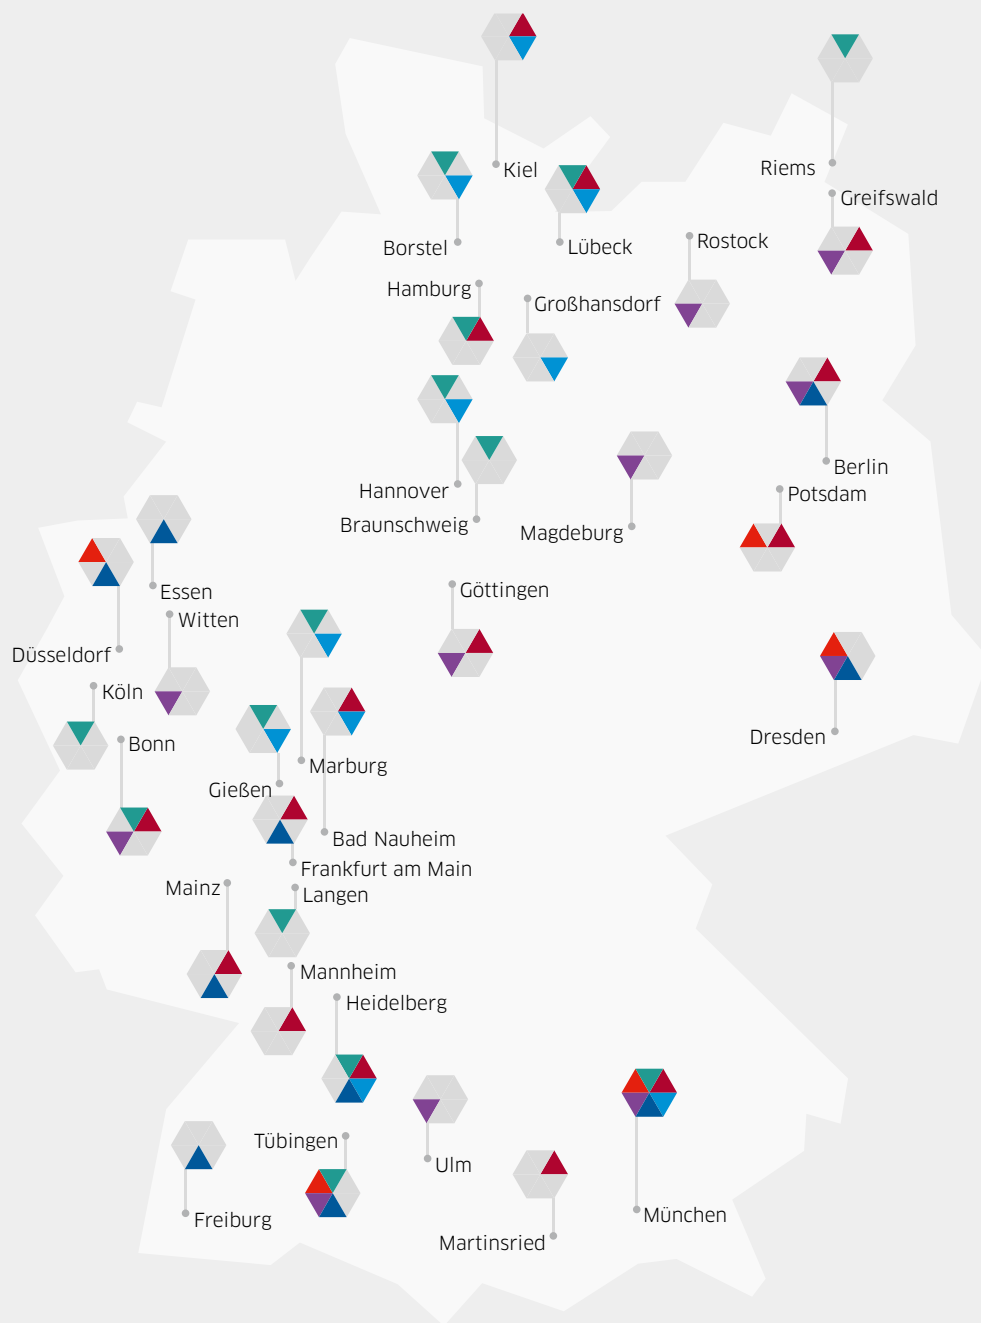 Kiel
Riems
Greifswald
Borstel
Lübeck
Rostock
Hamburg
Großhansdorf
Berlin
Hannover
Potsdam
Braunschweig
Magdeburg
Essen
Göttingen
Witten
Düsseldorf
Köln
Dresden
Bonn
Marburg
Gießen
Bad Nauheim
Frankfurt am Main
Mainz
Langen
Mannheim
Heidelberg
Tübingen
Ulm
Freiburg
München
Martinsried